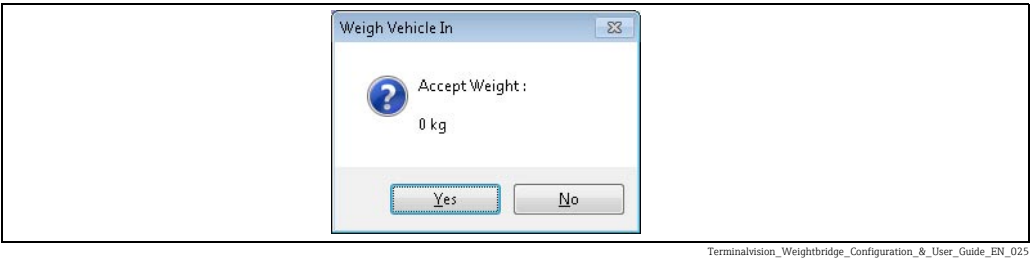 Weigh Vehicle In
Accept Weight :
0 kg
Yes
No
Terminalvision_Weightbridge_Configuration_&_User_Guide_EN_025